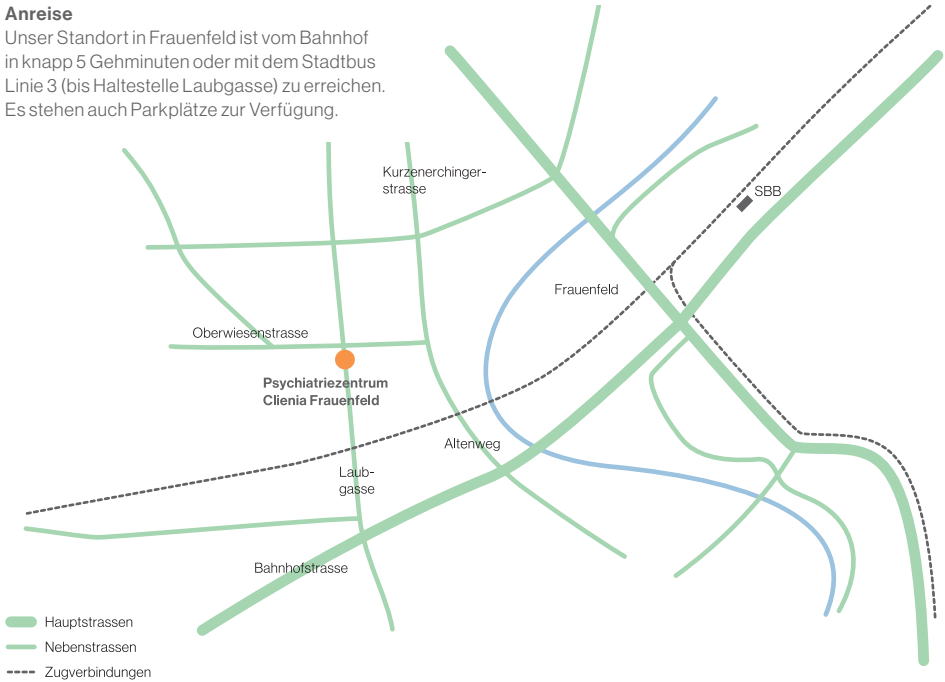 Anreise
Unser Standort in Frauenfeld ist vom Bahnhof
in knapp 5 Gehminuten oder mit dem Stadtbus
Linie 3 (bis Haltestelle Laubgasse) zu erreichen.
Es stehen auch Parkplätze zur Verfügung.
Kurzenerchinger-
strasse
SBB
Frauenfeld
Oberwiesenstrasse
Psychiatriezentrum
Clienia Frauenfeld
Altenweg
Laub-
gasse
Bahnhofstrasse
Hauptstrassen
Nebenstrassen
Zugverbindungen